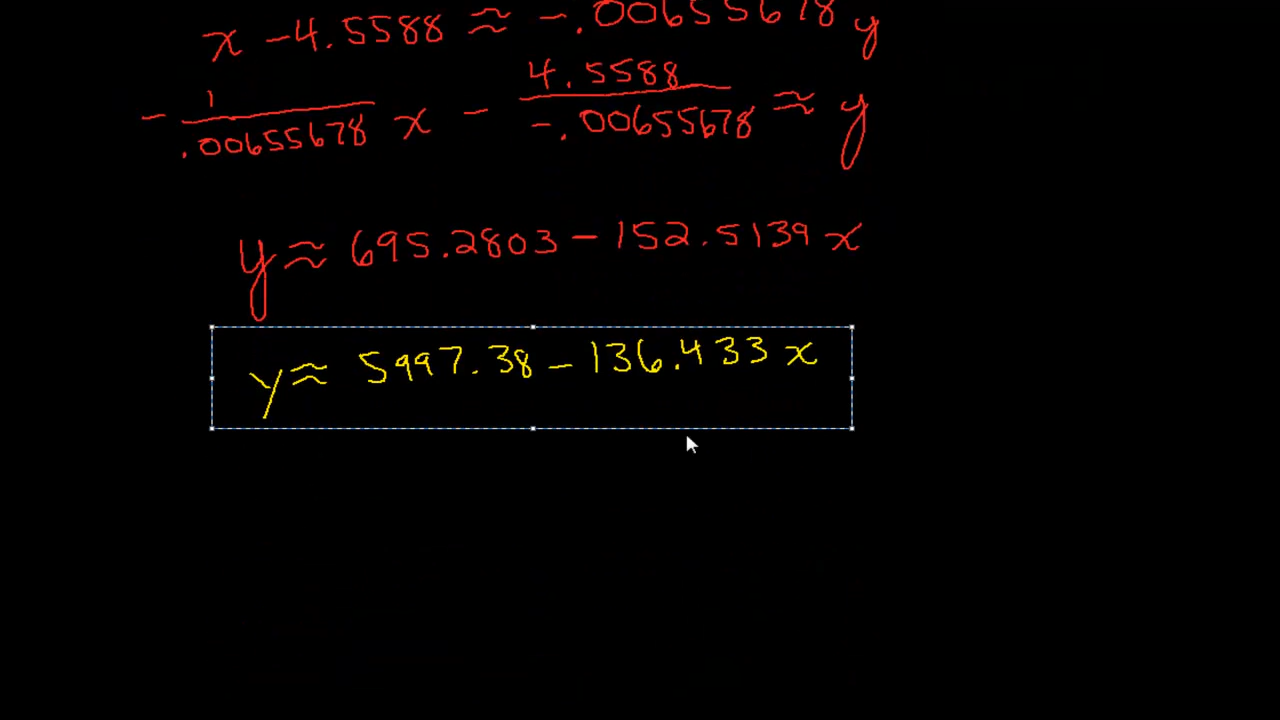 x - 4.5588 ≈ -.00655678 y
- 1/.00655678 x - 4.5588/-.00655678 ≈ y
y ≈ 695.2803 - 152.5139 x
y ≈ 5997.38 - 136.433 x